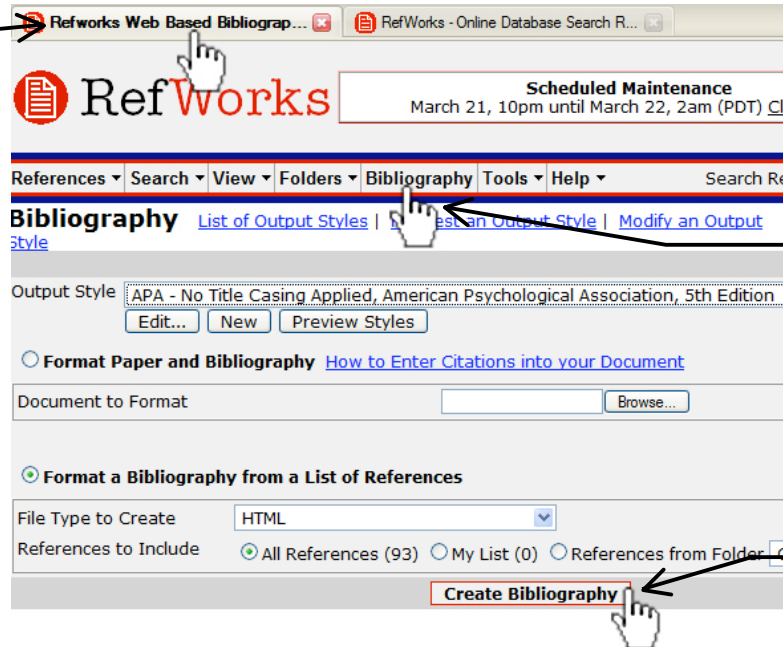 Refworks Web Based Bibliograp... RefWorks - Online Database Search R...
RefWorks
Scheduled Maintenance
March 21, 10pm until March 22, 2am (PDT)
References Search View Folders Bibliography Tools Help Search
Bibliography List of Output Styles | an Output Style | Modify an Output
Style
Output Style APA - No Title Casing Applied, American Psychological Association, 5th Edition
Edit... New Preview Styles
Format Paper and Bibliography How to Enter Citations into your Document
Document to Format Browse...
Format a Bibliography from a List of References
File Type to Create HTML
References to Include All References (93) My List (0) References from Folder
Create Bibliography